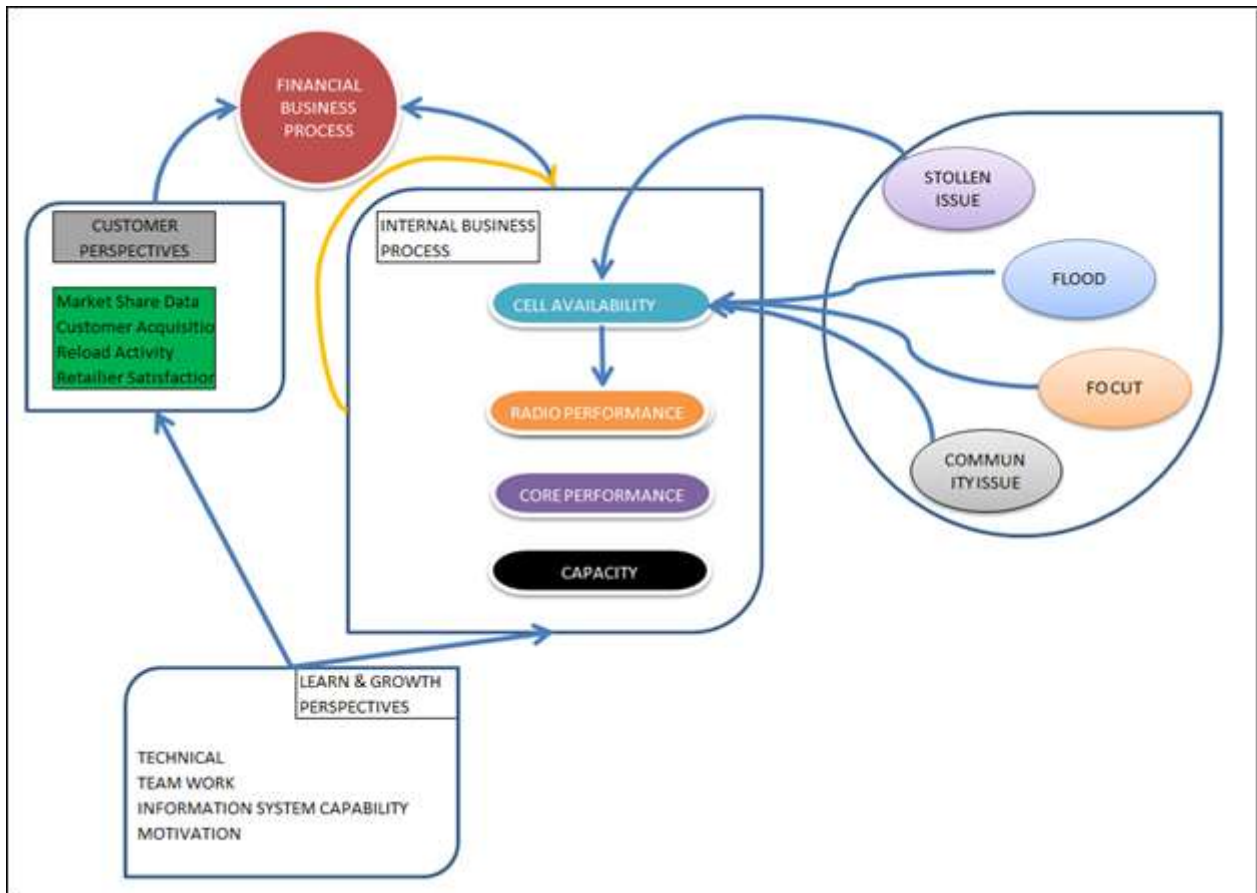 FINANCIAL
BUSINESS
PROCESS
CUSTOMER
PERSPECTIVES
Market Share Data
Customer Acquisitio
Reload Activity
Retailier Satisfaction
INTERNAL BUSINESS
PROCESS
CELL AVAILABILITY
RADIO PERFORMANCE
CORE PERFORMANCE
CAPACITY
STOLLEN
ISSUE
FLOOD
FO CUT
COMMUN
ITY ISSUE
LEARN & GROWTH
PERSPECTIVES
TECHNICAL
TEAM WORK
INFORMATION SYSTEM CAPABILITY
MOTIVATION